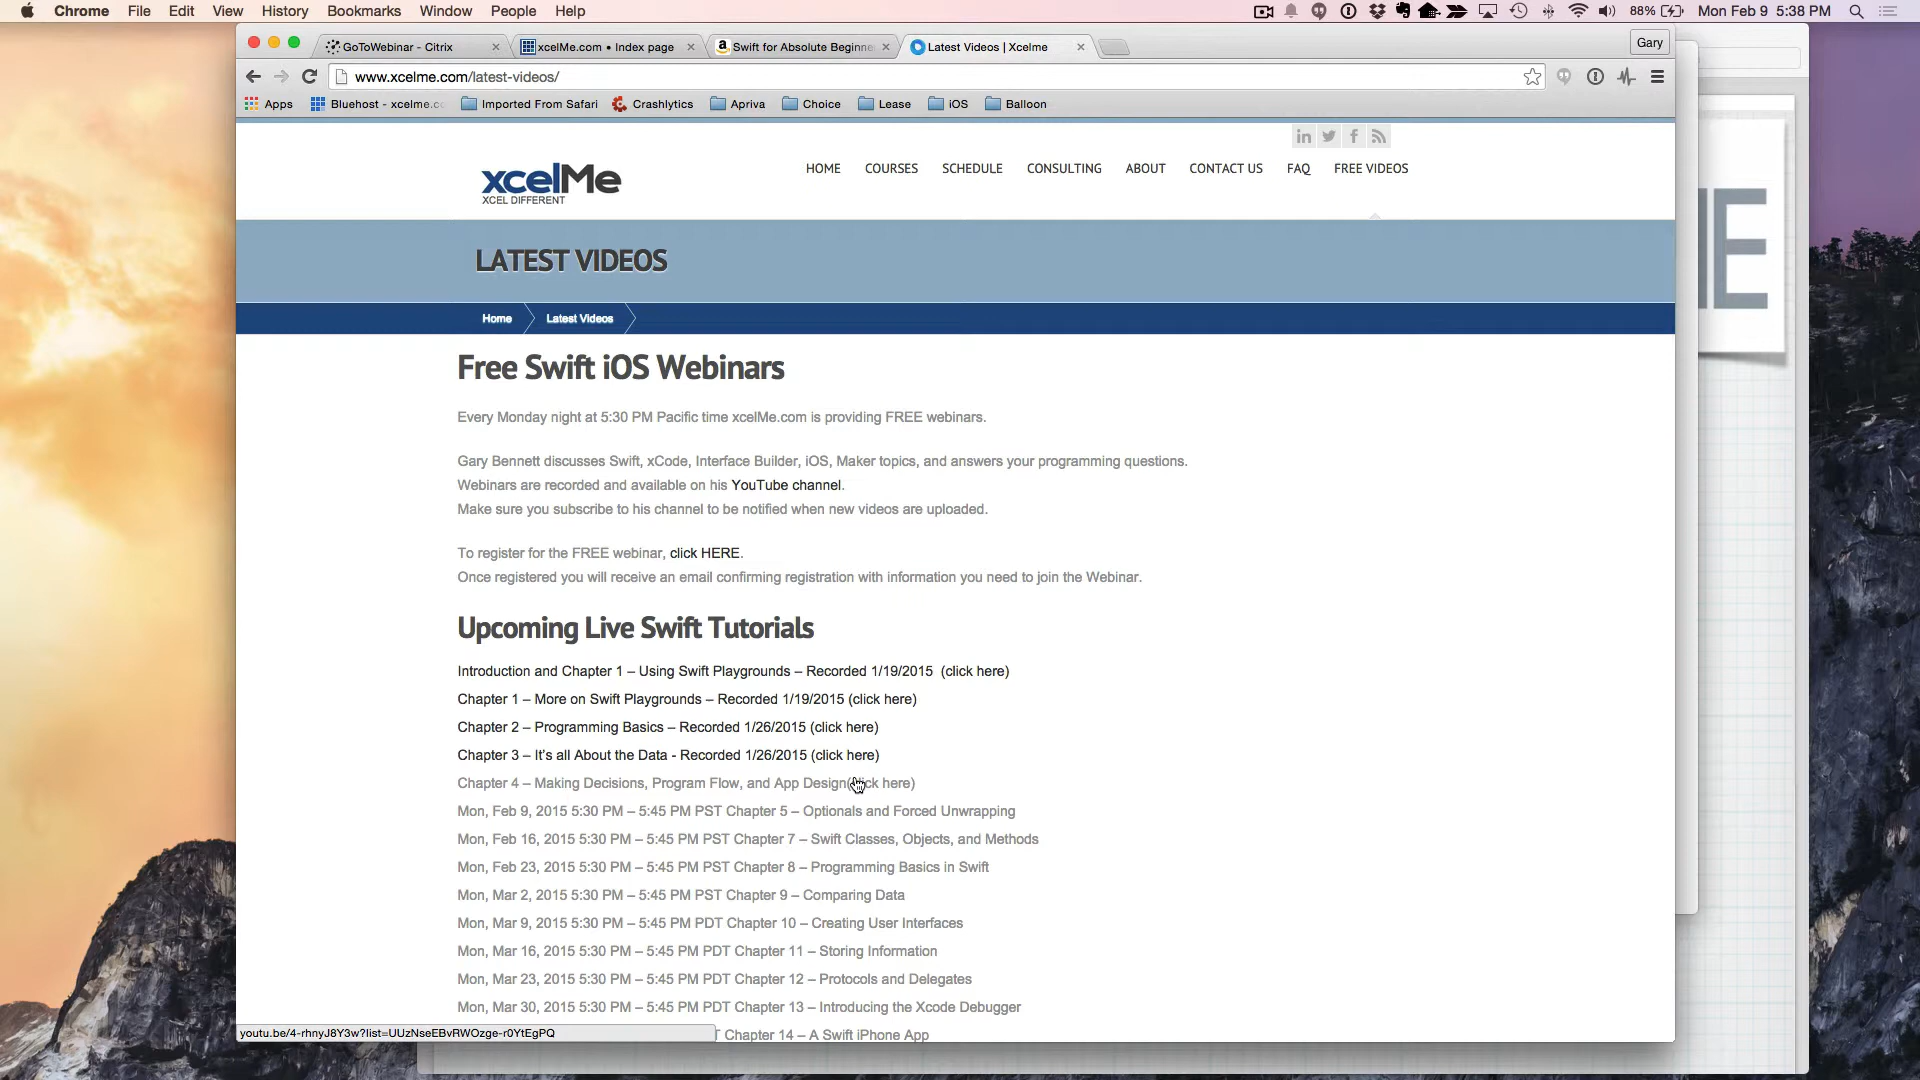 Chrome File Edit View History Bookmarks Window People Help 88% Mon Feb 9 5:38 PM
GoToWebinar - Citrix xcelMe.com • Index page Swift for Absolute Beginne Latest Videos | Xcelme Gary
www.xcelme.com/latest-videos/
Apps Bluehost - xcelme.c Imported From Safari Crashlytics Apriva Choice Lease iOS Balloon
xcelMe
XCEL DIFFERENT
HOME COURSES SCHEDULE CONSULTING ABOUT CONTACT US FAQ FREE VIDEOS
LATEST VIDEOS
Home Latest Videos
Free Swift iOS Webinars
Every Monday night at 5:30 PM Pacific time xcelMe.com is providing FREE webinars.
Gary Bennett discusses Swift, xCode, Interface Builder, iOS, Maker topics, and answers your programming questions.
Webinars are recorded and available on his YouTube channel.
Make sure you subscribe to his channel to be notified when new videos are uploaded.
To register for the FREE webinar, click HERE.
Once registered you will receive an email confirming registration with information you need to join the Webinar.
Upcoming Live Swift Tutorials
Introduction and Chapter 1 – Using Swift Playgrounds – Recorded 1/19/2015 (click here)
Chapter 1 – More on Swift Playgrounds – Recorded 1/19/2015 (click here)
Chapter 2 – Programming Basics – Recorded 1/26/2015 (click here)
Chapter 3 – It's all About the Data - Recorded 1/26/2015 (click here)
Chapter 4 – Making Decisions, Program Flow, and App Design(click here)
Mon, Feb 9, 2015 5:30 PM – 5:45 PM PST Chapter 5 – Optionals and Forced Unwrapping
Mon, Feb 16, 2015 5:30 PM – 5:45 PM PST Chapter 7 – Swift Classes, Objects, and Methods
Mon, Feb 23, 2015 5:30 PM – 5:45 PM PST Chapter 8 – Programming Basics in Swift
Mon, Mar 2, 2015 5:30 PM – 5:45 PM PST Chapter 9 – Comparing Data
Mon, Mar 9, 2015 5:30 PM – 5:45 PM PDT Chapter 10 – Creating User Interfaces
Mon, Mar 16, 2015 5:30 PM – 5:45 PM PDT Chapter 11 – Storing Information
Mon, Mar 23, 2015 5:30 PM – 5:45 PM PDT Chapter 12 – Protocols and Delegates
Mon, Mar 30, 2015 5:30 PM – 5:45 PM PDT Chapter 13 – Introducing the Xcode Debugger
Chapter 14 – A Swift iPhone App
youtu.be/4-rhnyJ8Y3w?list=UUzNseEBvRWOzge-r0YtEgPQ